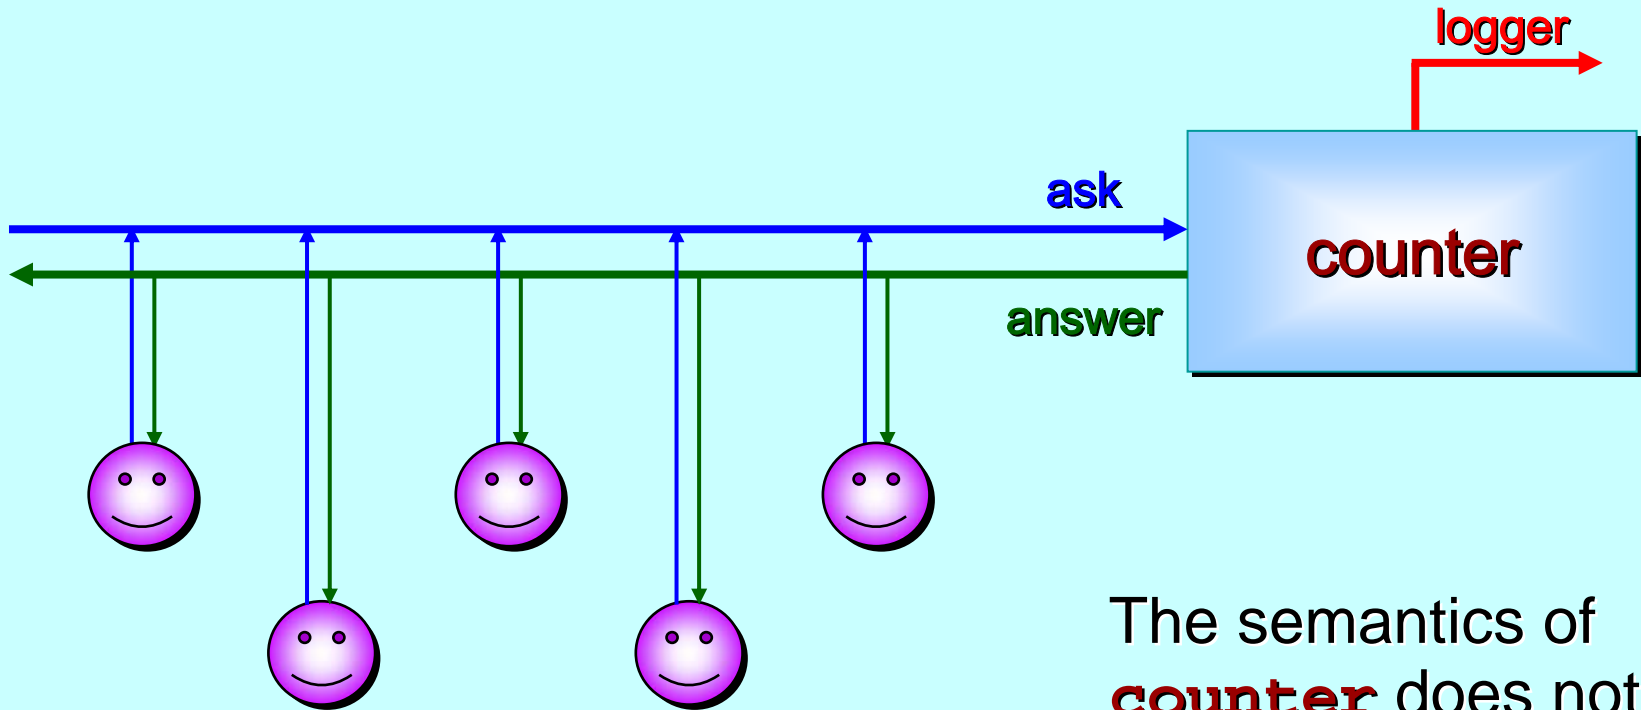 logger
ask
counter
answer
The semantics of
counter does not